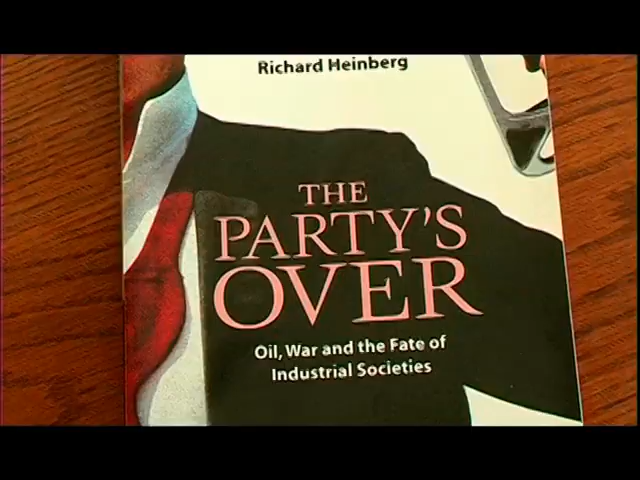 Richard Heinberg
THE
PARTY'S
OVER
Oil, War and the Fate of
Industrial Societies